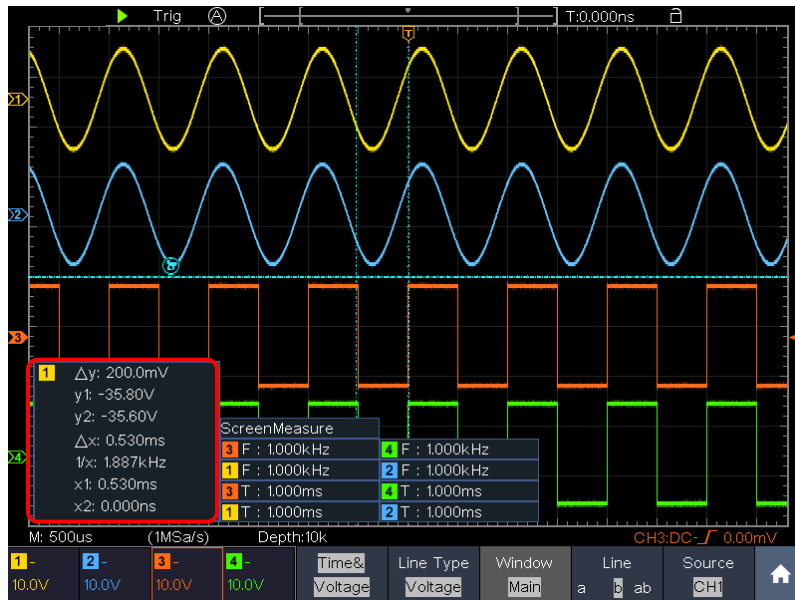 Trig A T:0.000ns
T
1
2
3
4
1 △y: 200.0mV
y1: -35.80V
y2: -35.60V
△x: 0.530ms
1/x: 1.887kHz
x1: 0.530ms
x2: 0.000ns
ScreenMeasure
3 F : 1.000kHz 4 F : 1.000kHz
1 F : 1.000kHz 2 F : 1.000kHz
3 T : 1.000ms 4 T : 1.000ms
1 T : 1.000ms 2 T : 1.000ms
M: 500us (1MSa/s) Depth:10k CH3:DC- 0.00mV
1 - 2 - 3 - 4 - Time& Line Type Window Line Source
10.0V 10.0V 10.0V 10.0V Voltage Voltage Main a b ab CH1